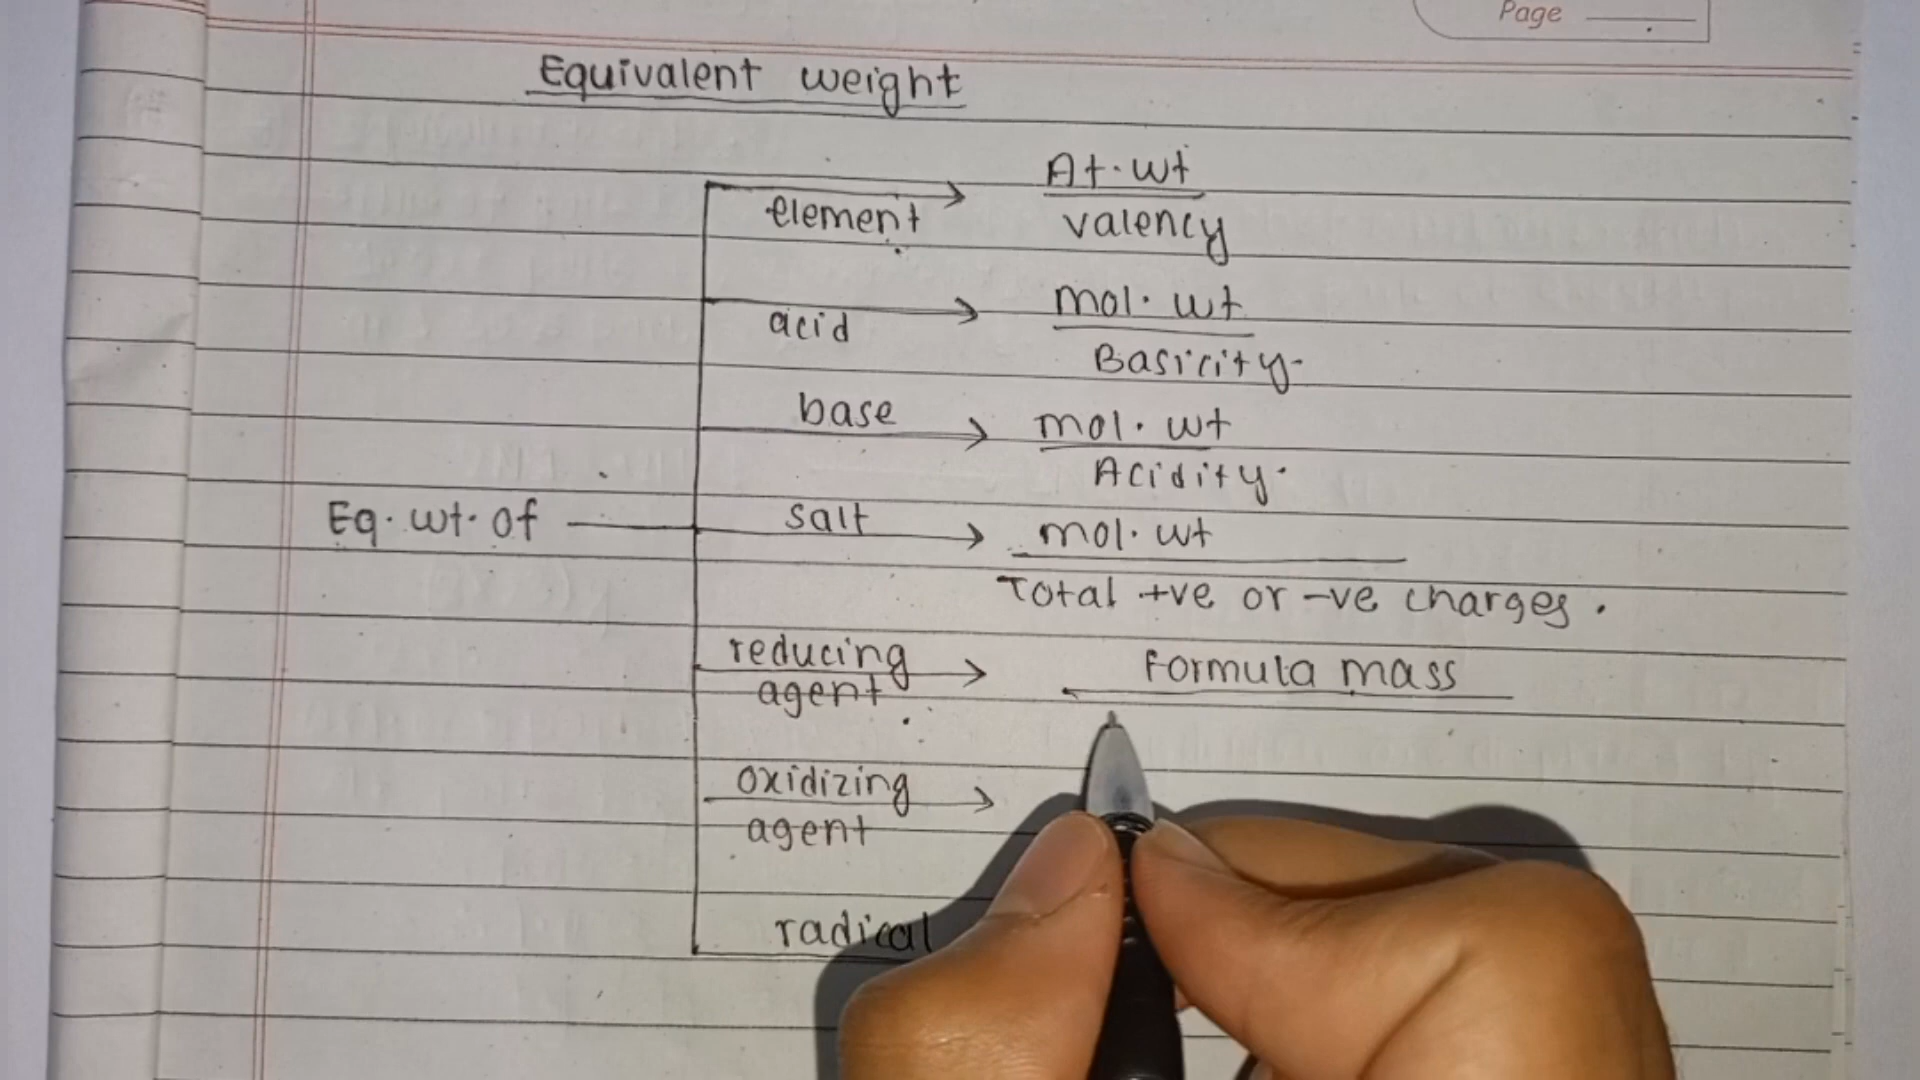 Page
Equivalent weight
At. wt
element
valency
mol. wt
acid
Basicity.
base
mol. wt
Acidity.
Eq. wt. of
salt
mol. wt
Total +ve or -ve charges.
reducing
agent
Formula mass
oxidizing
agent
radical